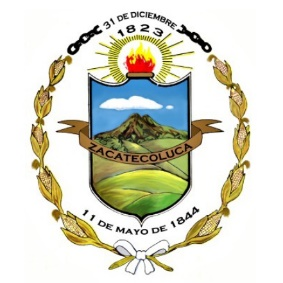 31 DE DICIEMBRE
1823
ZACATECOLUCA
11 DE MAYO DE 1844